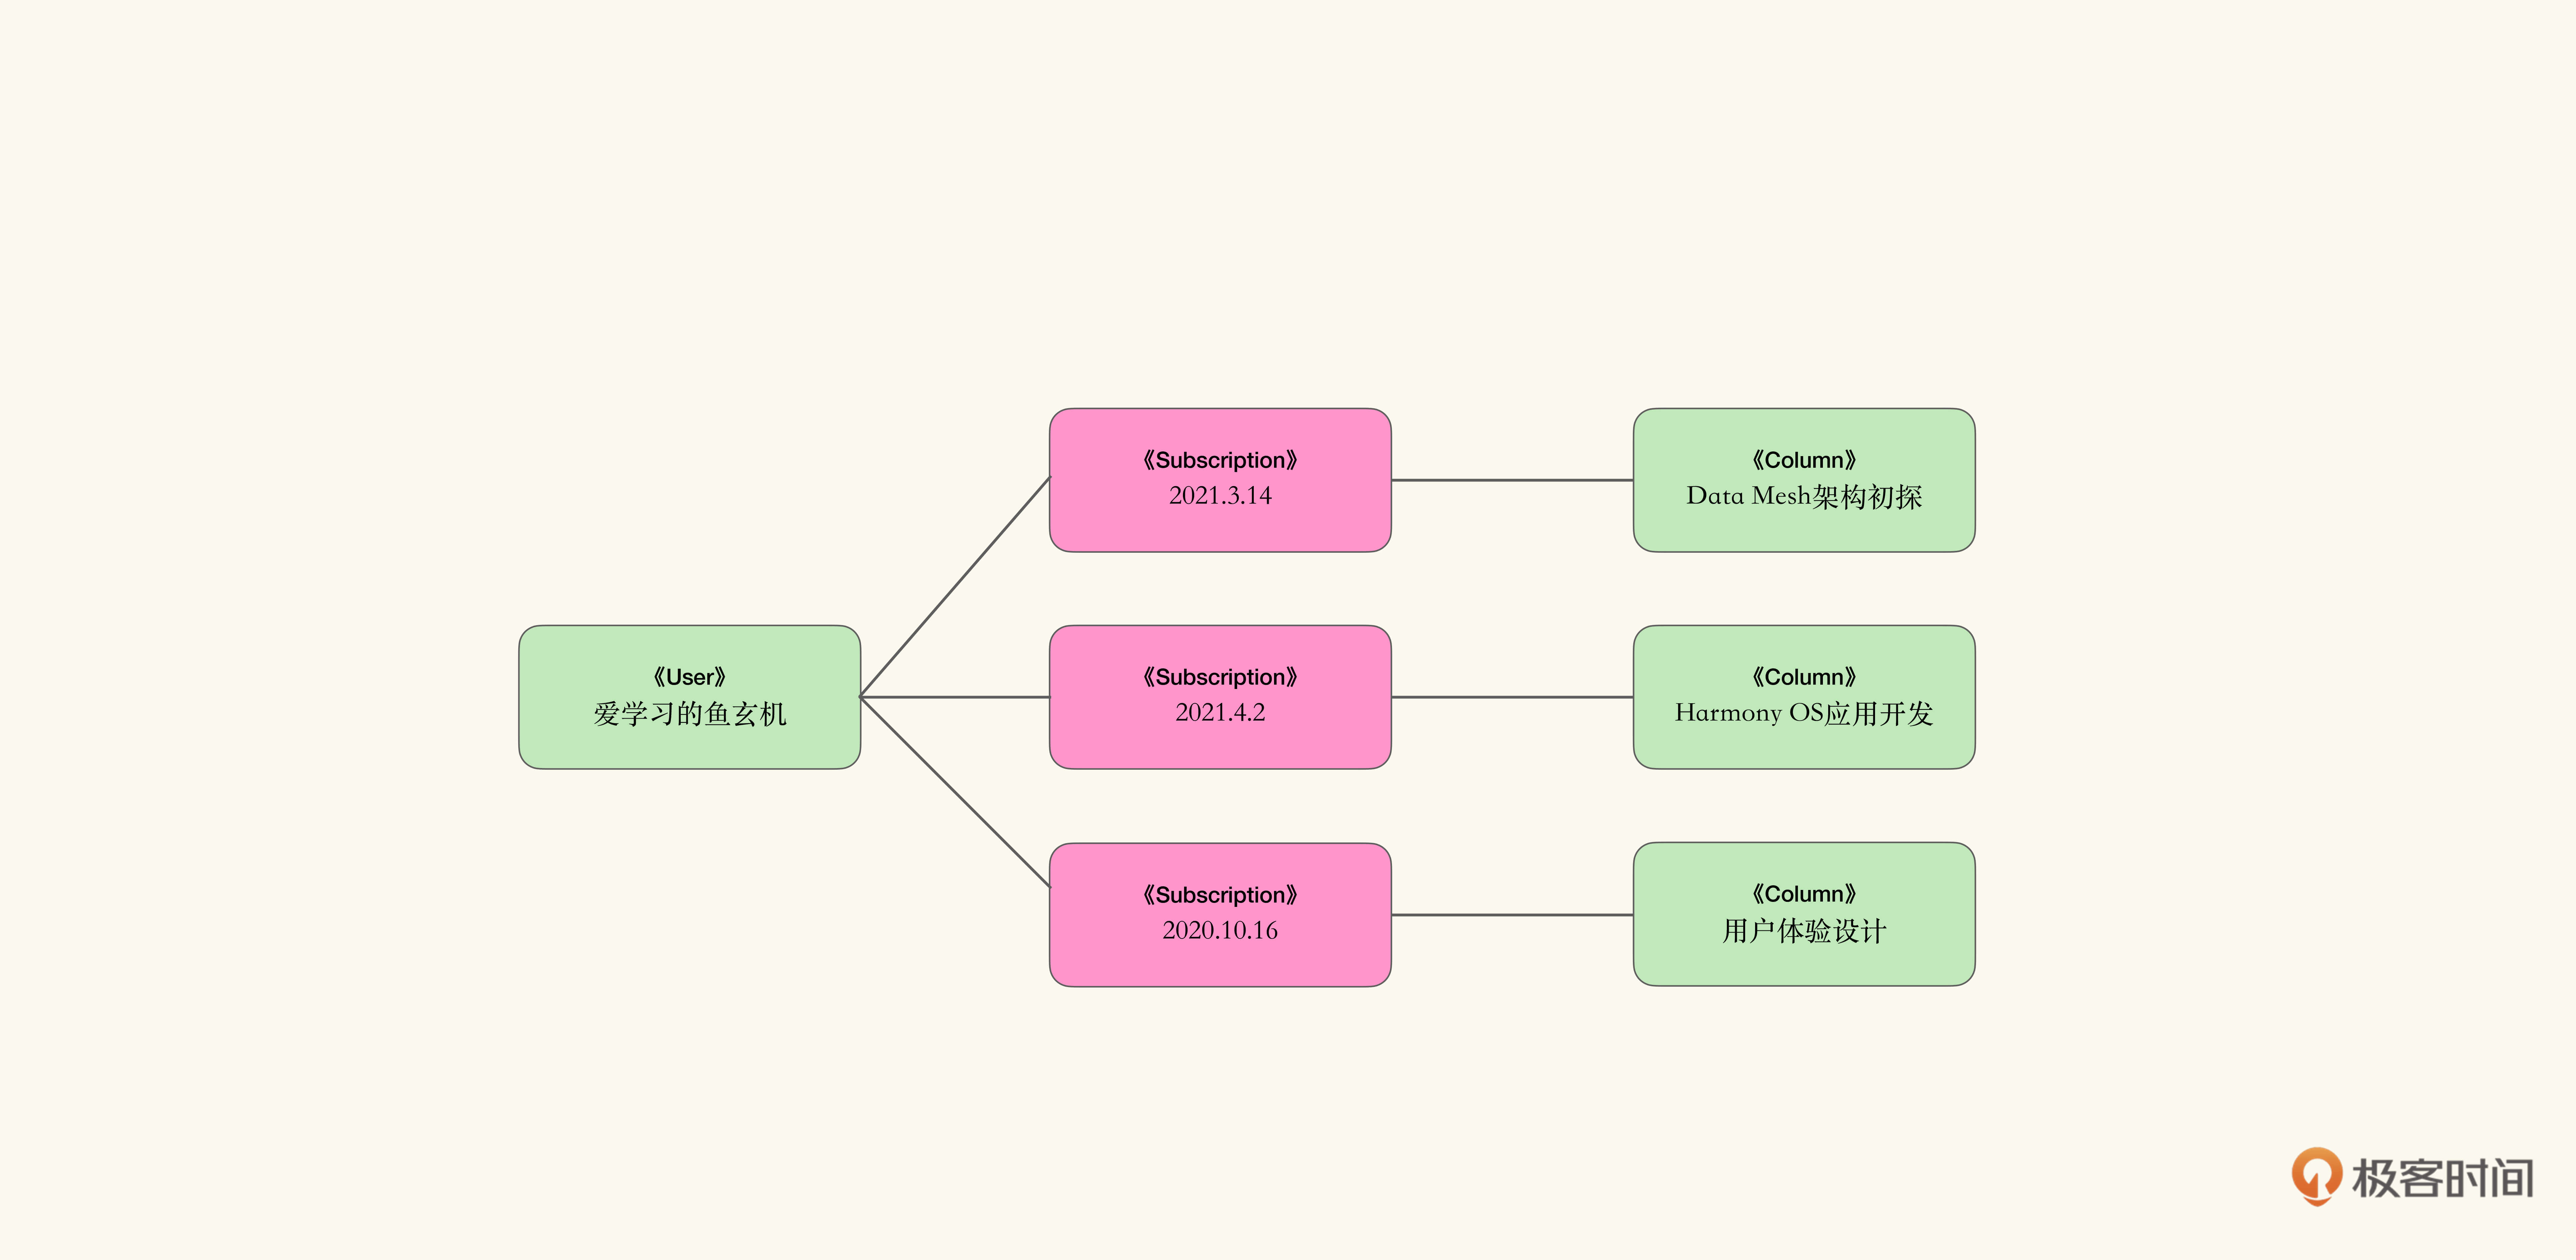 《User》
爱学习的鱼玄机
《Subscription》
2021.3.14
《Column》
Data Mesh架构初探
《Subscription》
2021.4.2
《Column》
Harmony OS应用开发
《Subscription》
2020.10.16
《Column》
用户体验设计
极客时间